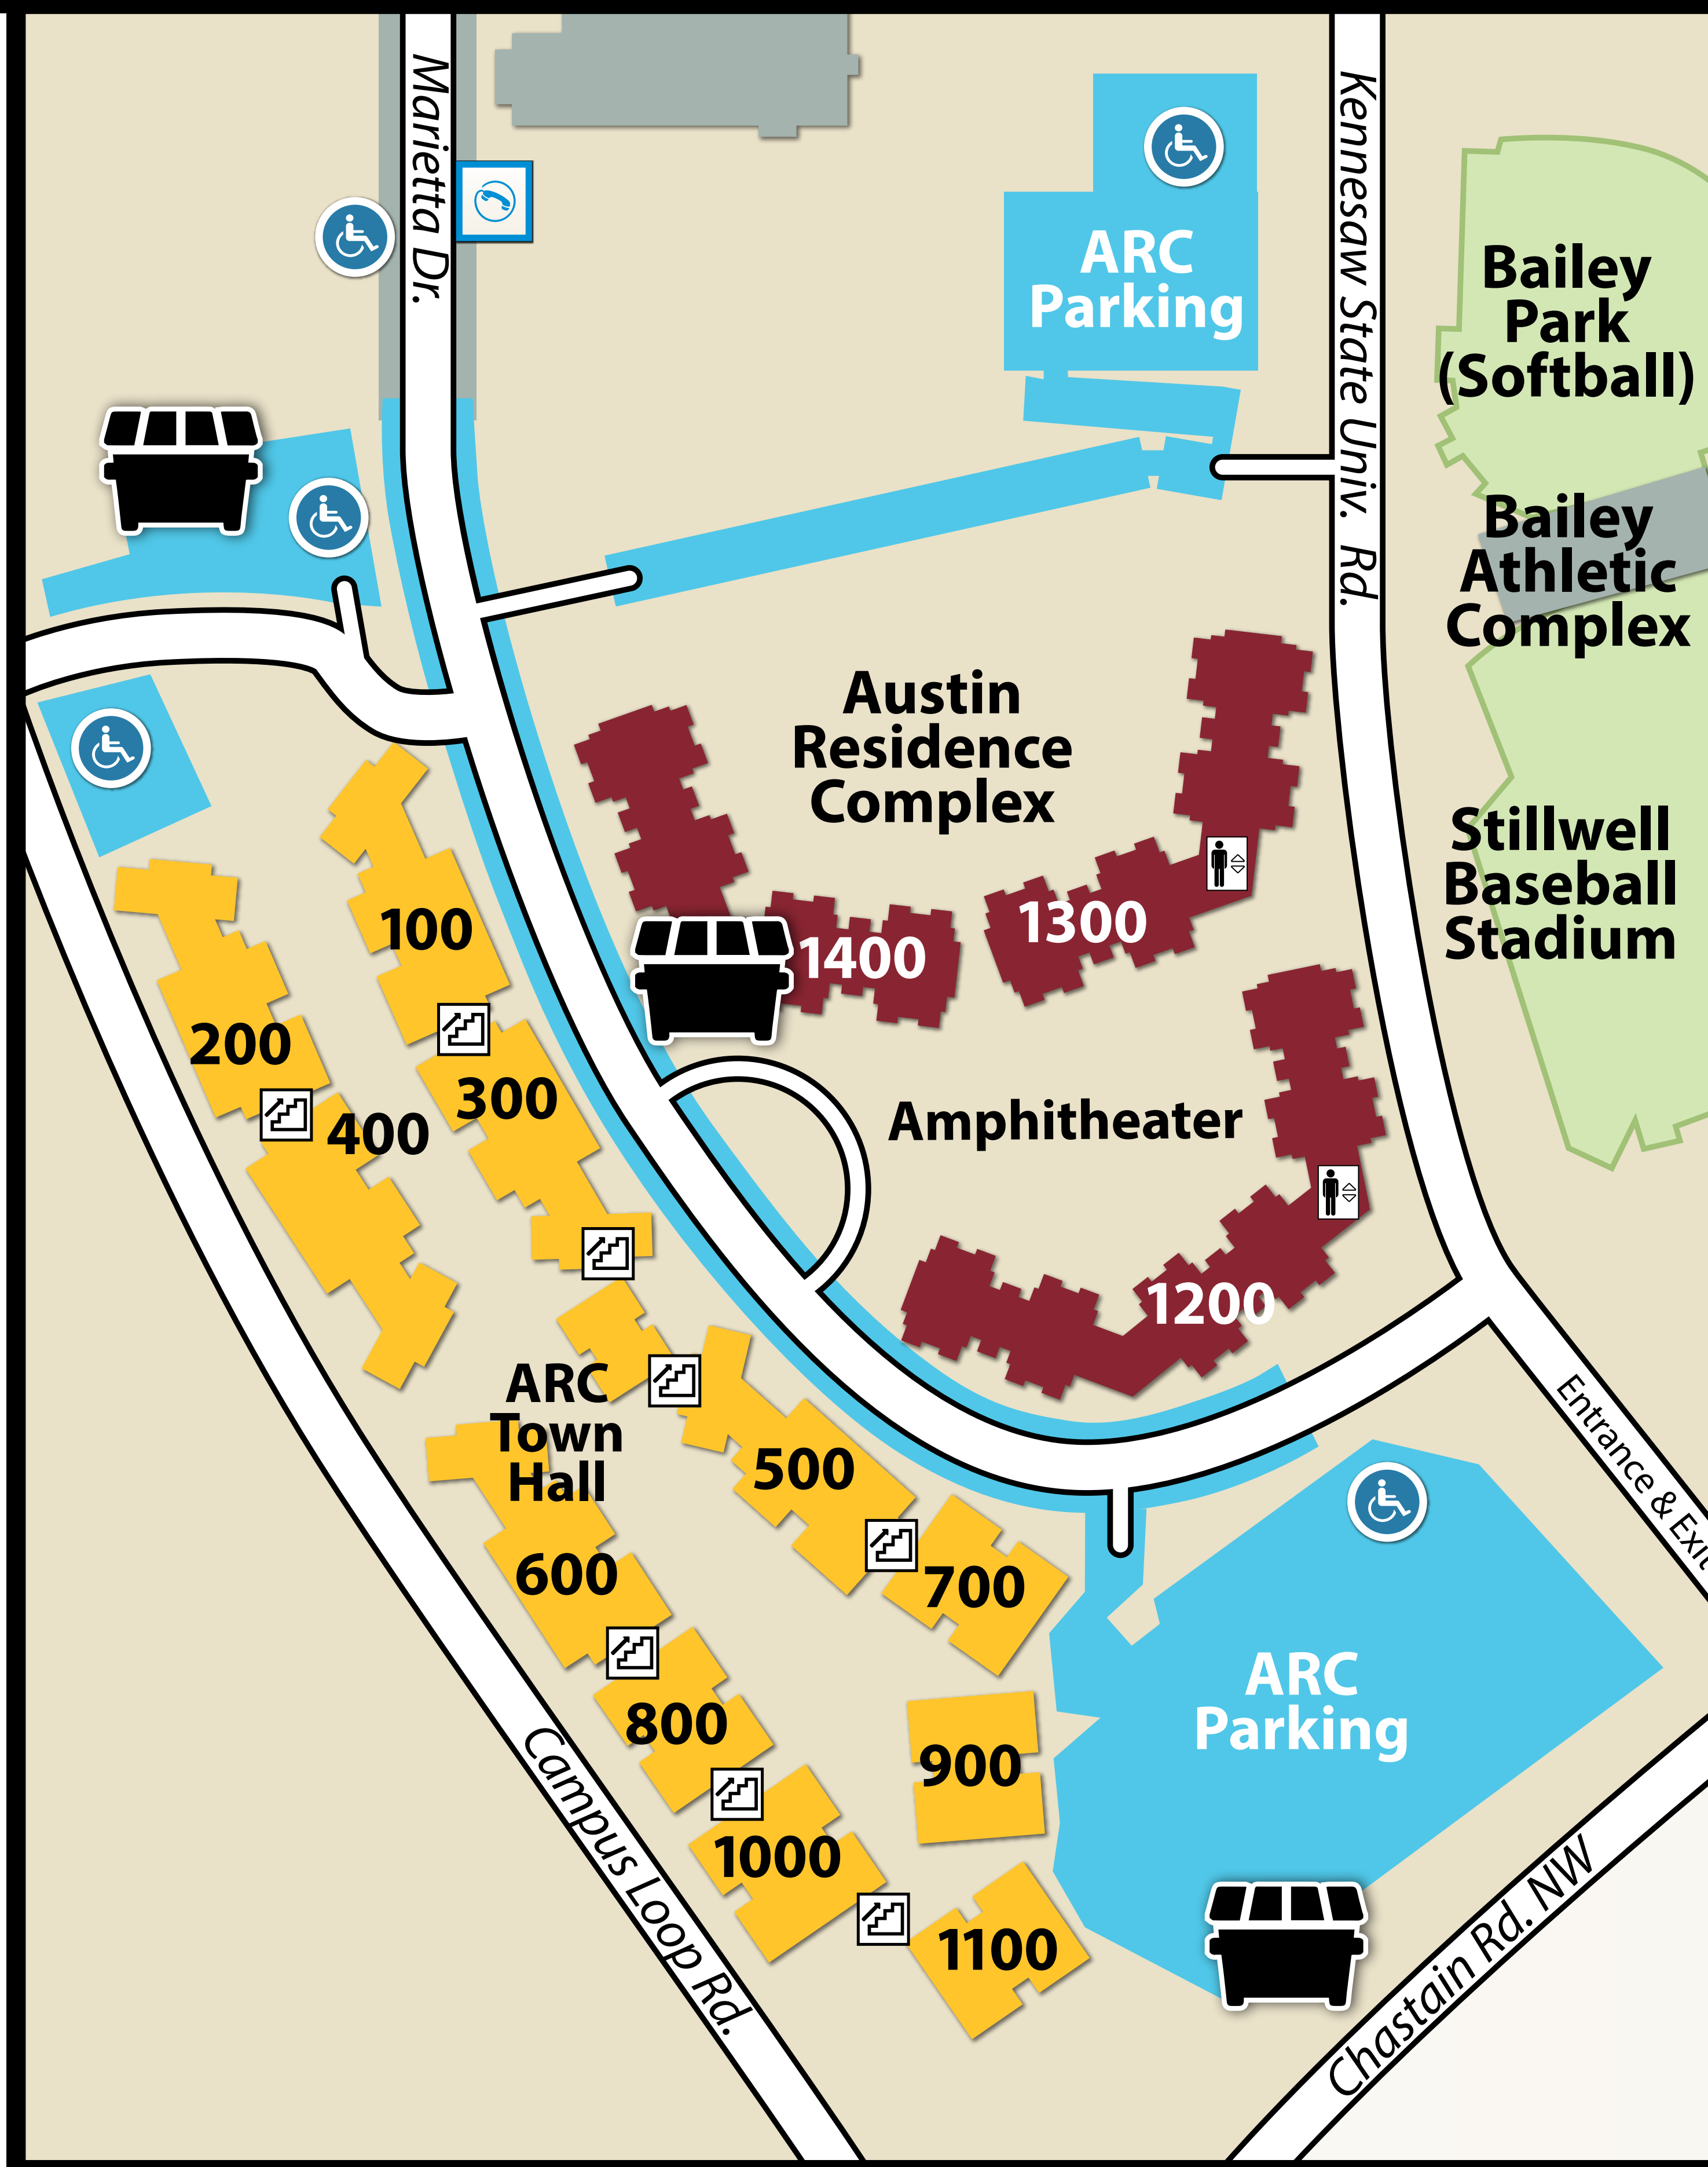 Marietta Dr.
Kennesaw State Univ. Rd.
ARC
Parking
Bailey
Park
(Softball)
Bailey
Athletic
Complex
Austin
Residence
Complex
Stillwell
Baseball
Stadium
100
1400
1300
200
300
400
Amphitheater
1200
ARC
Town
Hall
500
600
700
Entrance & Exit
ARC
Parking
800
900
1000
1100
Campus Loop Rd.
Chastain Rd. NW